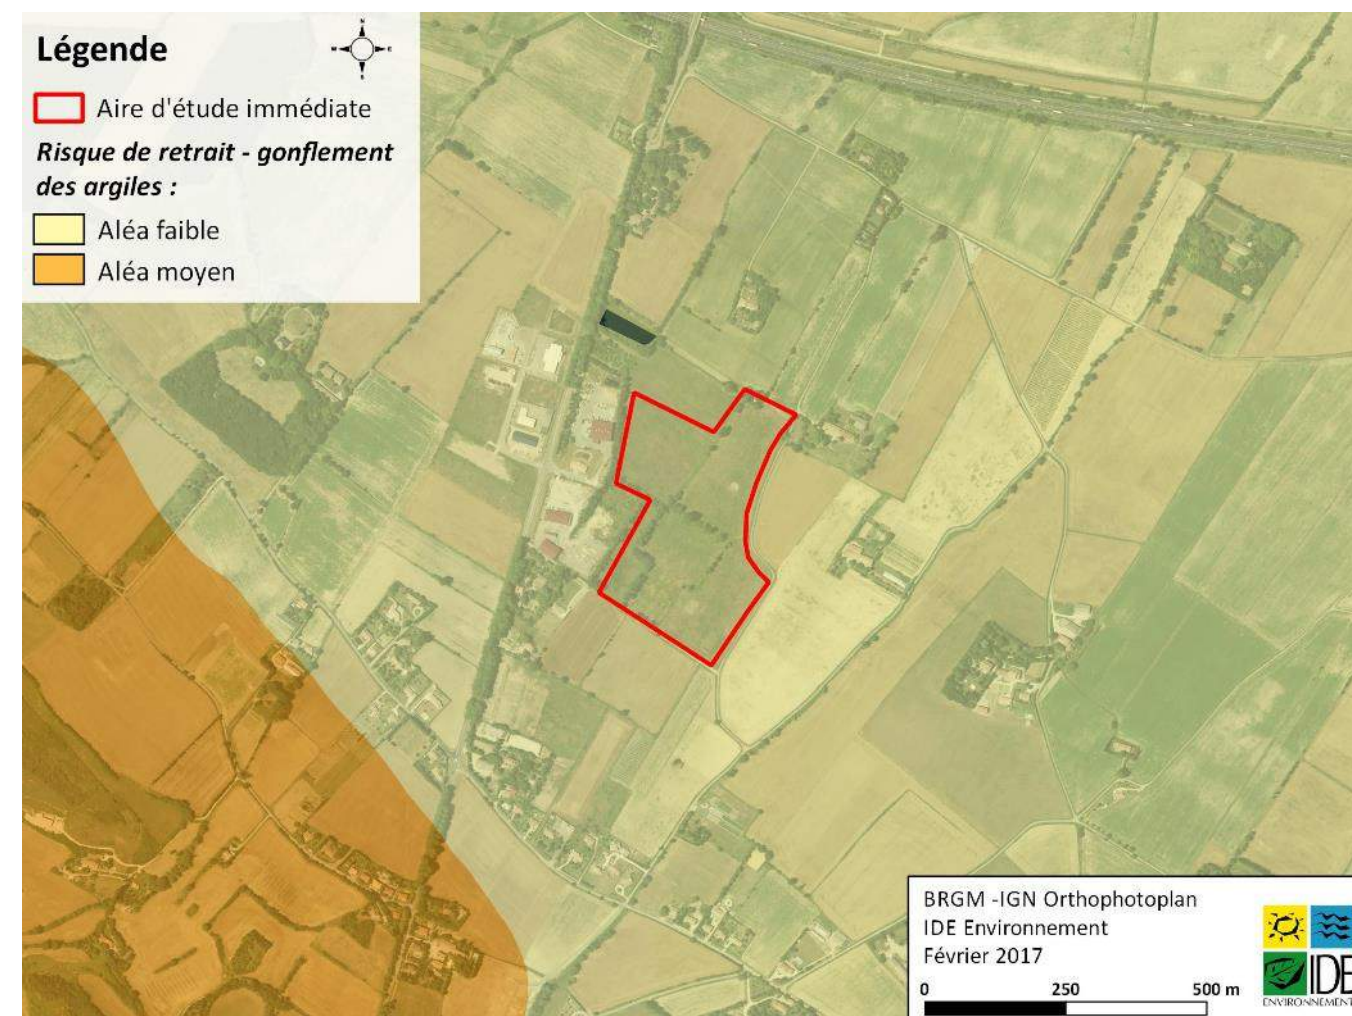 Légende
N
W
E
S
Aire d'étude immédiate
Risque de retrait - gonflement
des argiles :
Aléa faible
Aléa moyen
BRGM -IGN Orthophotoplan
IDE Environnement
Février 2017
0 250 500 m
IDE
ENVIRONNEMENT